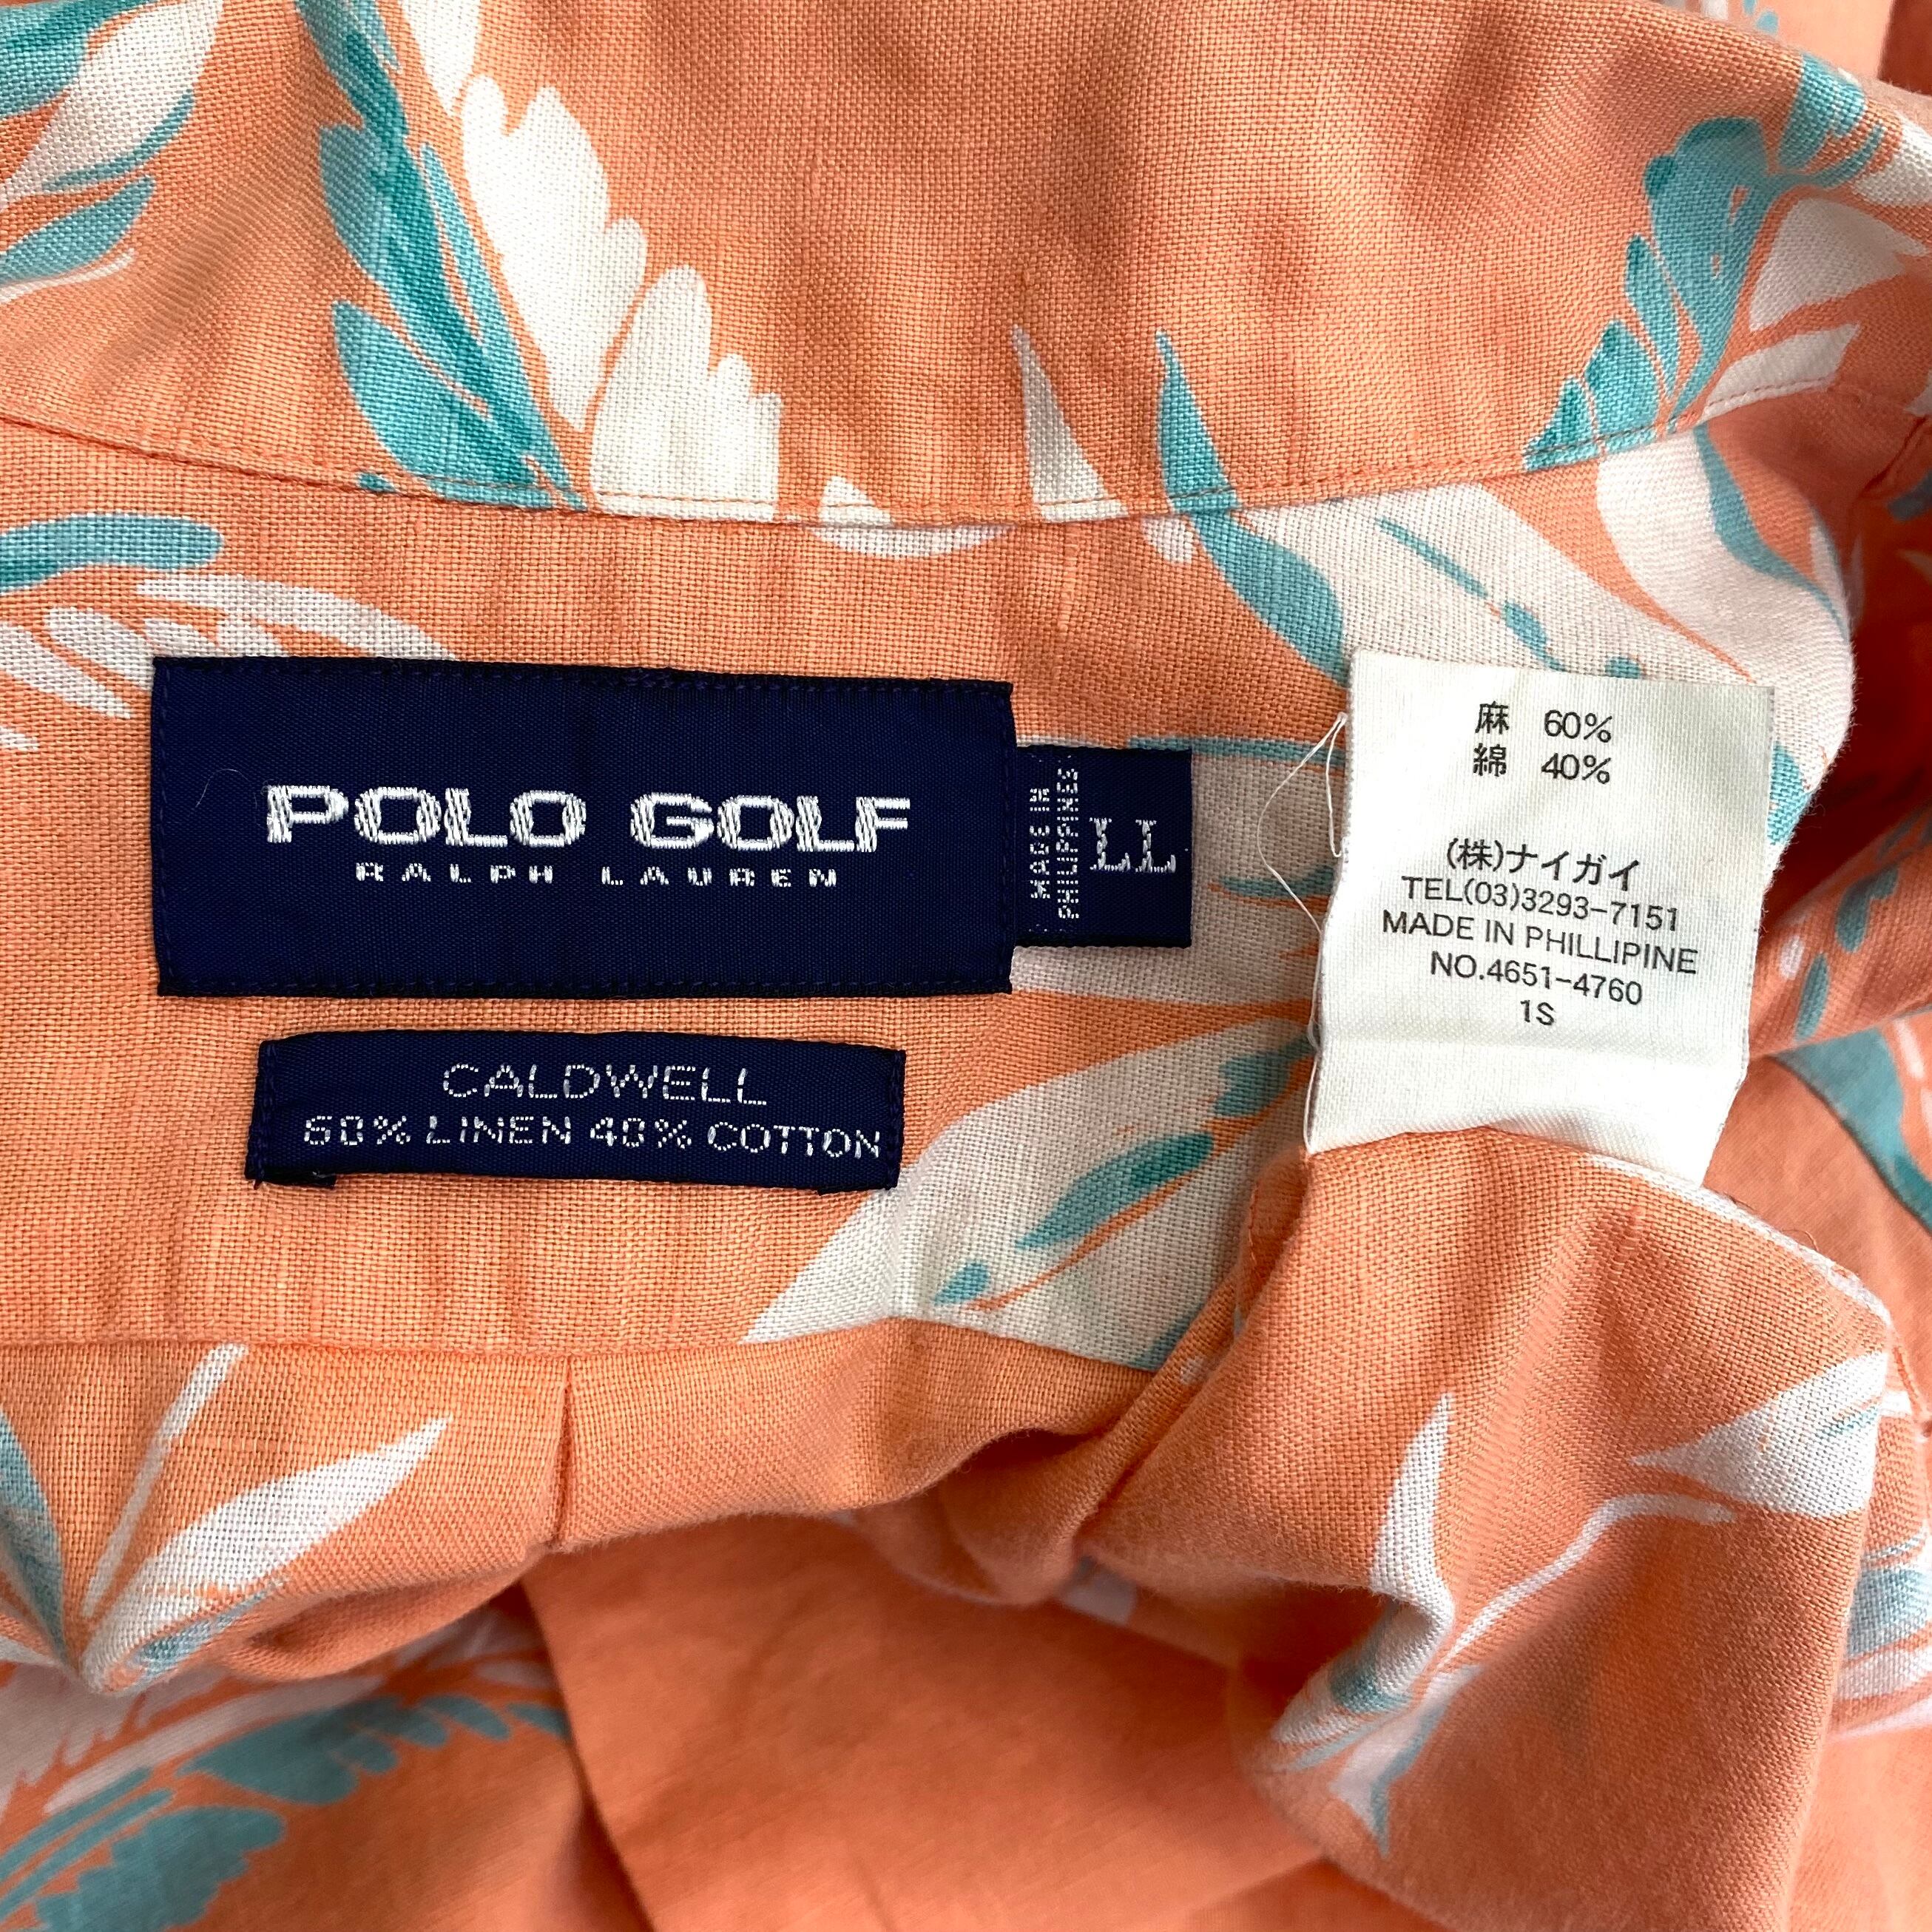 POLO GOLF
RALPH LAUREN
MADE IN
PHILIPPINES
LL
CALDWELL
60% LINEN 40% COTTON
麻 60%
綿 40%
(株)ナイガイ
TEL(03)3293-7151
MADE IN PHILLIPINE
NO.4651-4760
1S